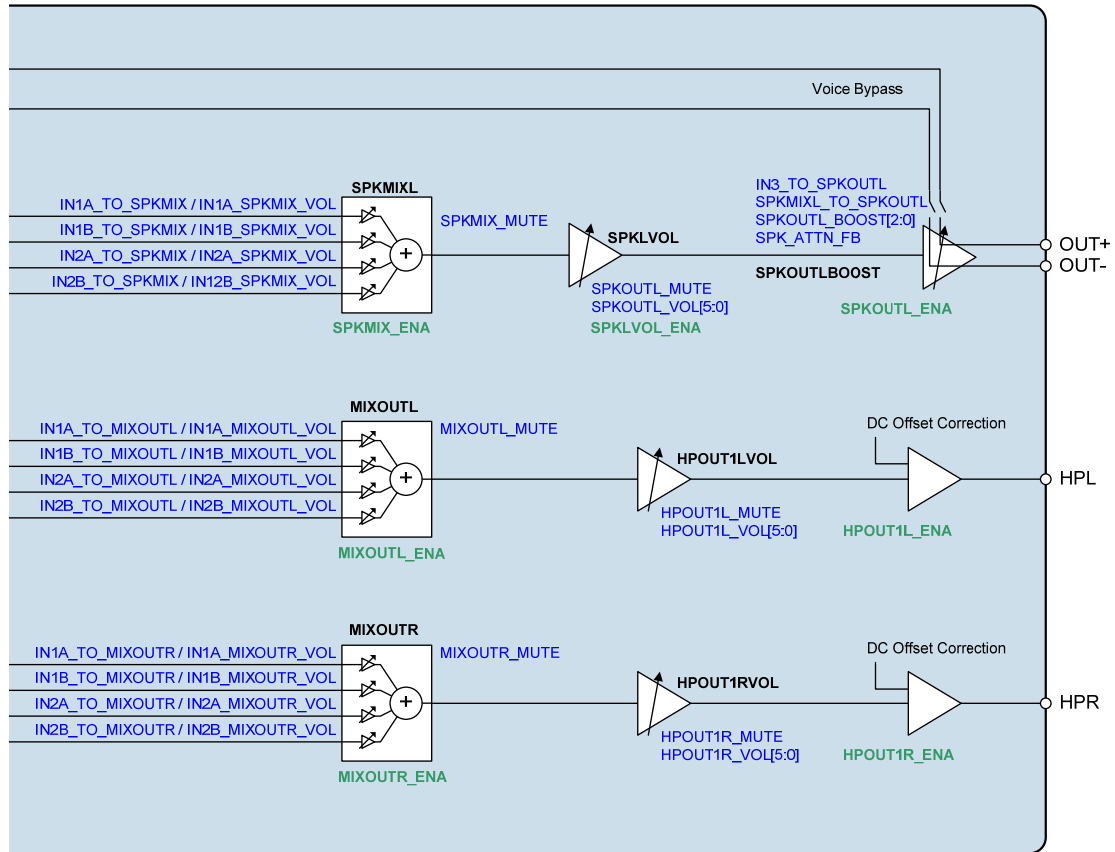 Voice Bypass
SPKMIXL
IN1A_TO_SPKMIX / IN1A_SPKMIX_VOL
IN1B_TO_SPKMIX / IN1B_SPKMIX_VOL
IN2A_TO_SPKMIX / IN2A_SPKMIX_VOL
IN2B_TO_SPKMIX / IN12B_SPKMIX_VOL
+
SPKMIX_ENA
SPKMIX_MUTE
SPKLVOL
SPKOUTL_MUTE
SPKOUTL_VOL[5:0]
SPKLVOL_ENA
IN3_TO_SPKOUTL
SPKMIXL_TO_SPKOUTL
SPKOUTL_BOOST[2:0]
SPK_ATTN_FB
SPKOUTLBOOST
SPKOUTL_ENA
OUT+
OUT-
MIXOUTL
IN1A_TO_MIXOUTL / IN1A_MIXOUTL_VOL
IN1B_TO_MIXOUTL / IN1B_MIXOUTL_VOL
IN2A_TO_MIXOUTL / IN2A_MIXOUTL_VOL
IN2B_TO_MIXOUTL / IN2B_MIXOUTL_VOL
+
MIXOUTL_ENA
MIXOUTL_MUTE
HPOUT1LVOL
HPOUT1L_MUTE
HPOUT1L_VOL[5:0]
DC Offset Correction
HPOUT1L_ENA
HPL
MIXOUTR
IN1A_TO_MIXOUTR / IN1A_MIXOUTR_VOL
IN1B_TO_MIXOUTR / IN1B_MIXOUTR_VOL
IN2A_TO_MIXOUTR / IN2A_MIXOUTR_VOL
IN2B_TO_MIXOUTR / IN2B_MIXOUTR_VOL
+
MIXOUTR_ENA
MIXOUTR_MUTE
HPOUT1RVOL
HPOUT1R_MUTE
HPOUT1R_VOL[5:0]
DC Offset Correction
HPOUT1R_ENA
HPR